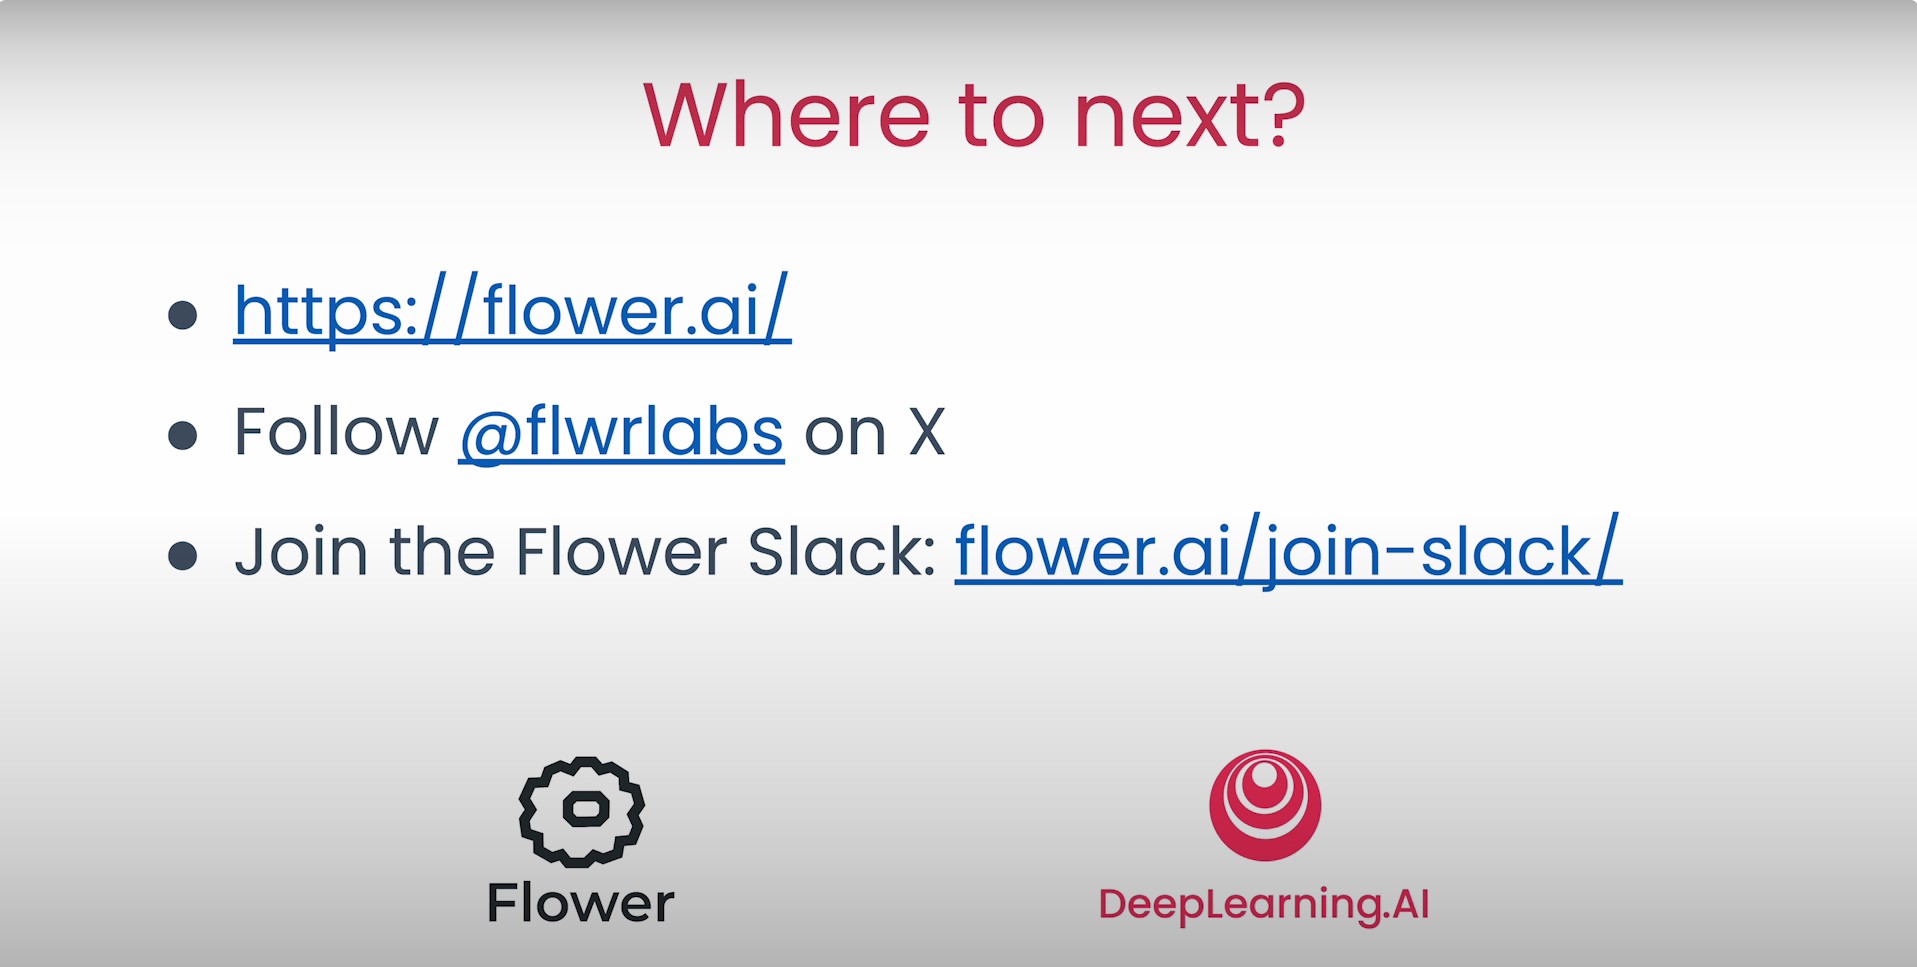 Where to next?
● https://flower.ai/
● Follow @flwrlabs on X
● Join the Flower Slack: flower.ai/join-slack/
Flower
DeepLearning.AI